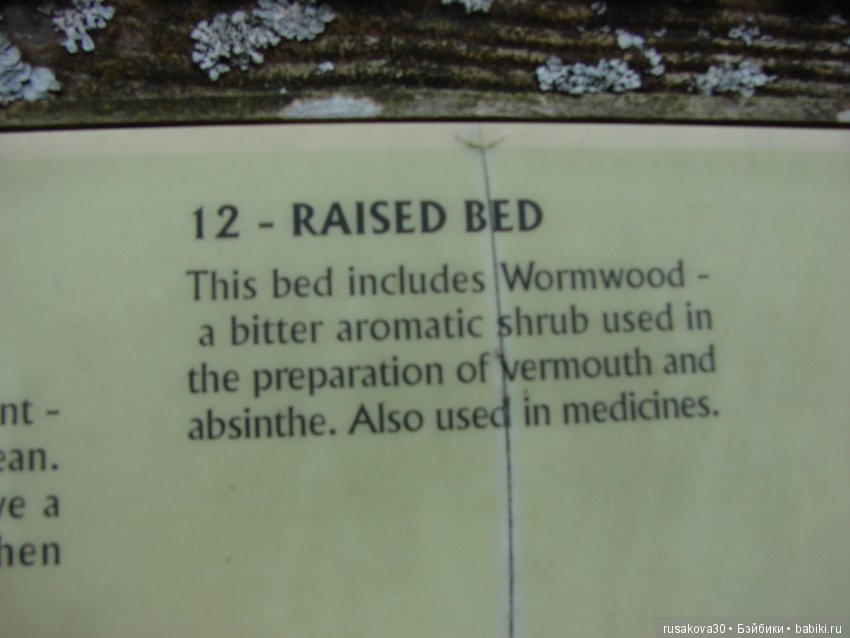 12 - RAISED BED
This bed includes Wormwood -
a bitter aromatic shrub used in
the preparation of vermouth and
absinthe. Also used in medicines.
nt -
ean.
ve a
hen
rusakova30 • Бэйбики • babiki.ru